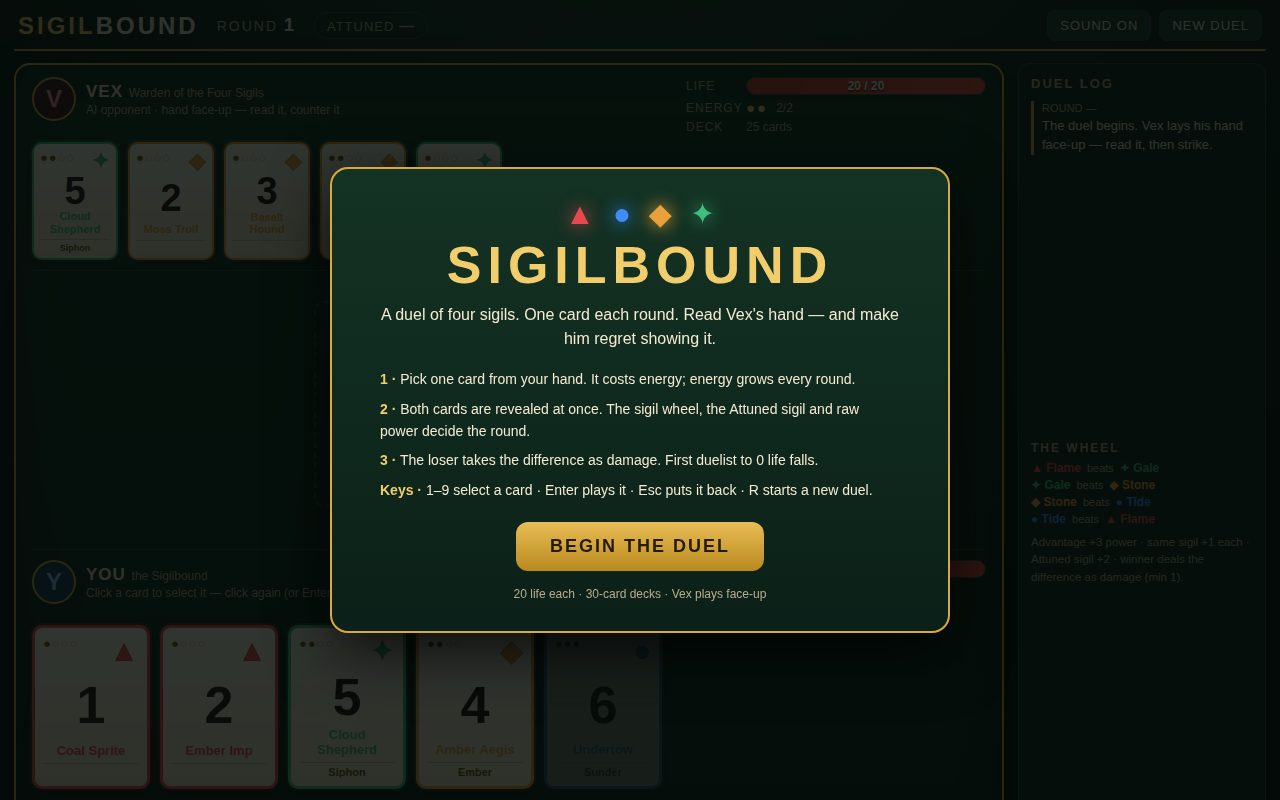 SIGILBOUND ROUND 1 ATTUNED — SOUND ON NEW DUEL
V VEX Warden of the Four Sigils
AI opponent · hand face-up — read it, counter it
LIFE 20 / 20
ENERGY 2/2
DECK 25 cards
5 Cloud Shepherd Siphon
2 Moss Troll
3 Basalt Hound
SIGILBOUND
A duel of four sigils. One card each round. Read Vex's hand — and make
him regret showing it.
1 · Pick one card from your hand. It costs energy; energy grows every round.
2 · Both cards are revealed at once. The sigil wheel, the Attuned sigil and raw
power decide the round.
3 · The loser takes the difference as damage. First duelist to 0 life falls.
Keys · 1–9 select a card · Enter plays it · Esc puts it back · R starts a new duel.
BEGIN THE DUEL
20 life each · 30-card decks · Vex plays face-up
Y YOU the Sigilbound
Click a card to select it — click again (or Enter
1 Coal Sprite
2 Ember Imp
5 Cloud Shepherd Siphon
4 Amber Aegis Ember
6 Undertow Sunder
DUEL LOG
ROUND —
The duel begins. Vex lays his hand
face-up — read it, then strike.
THE WHEEL
▲ Flame beats ✦ Gale
✦ Gale beats ◆ Stone
◆ Stone beats ● Tide
● Tide beats ▲ Flame
Advantage +3 power · same sigil +1 each ·
Attuned sigil +2 · winner deals the
difference as damage (min 1).